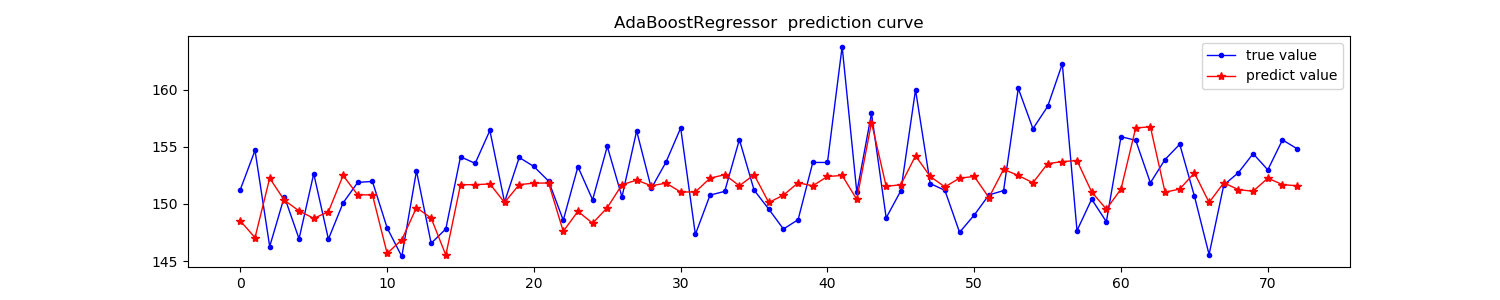 AdaBoostRegressor  prediction curve
true value
predict value
160
155
150
145
0 10 20 30 40 50 60 70